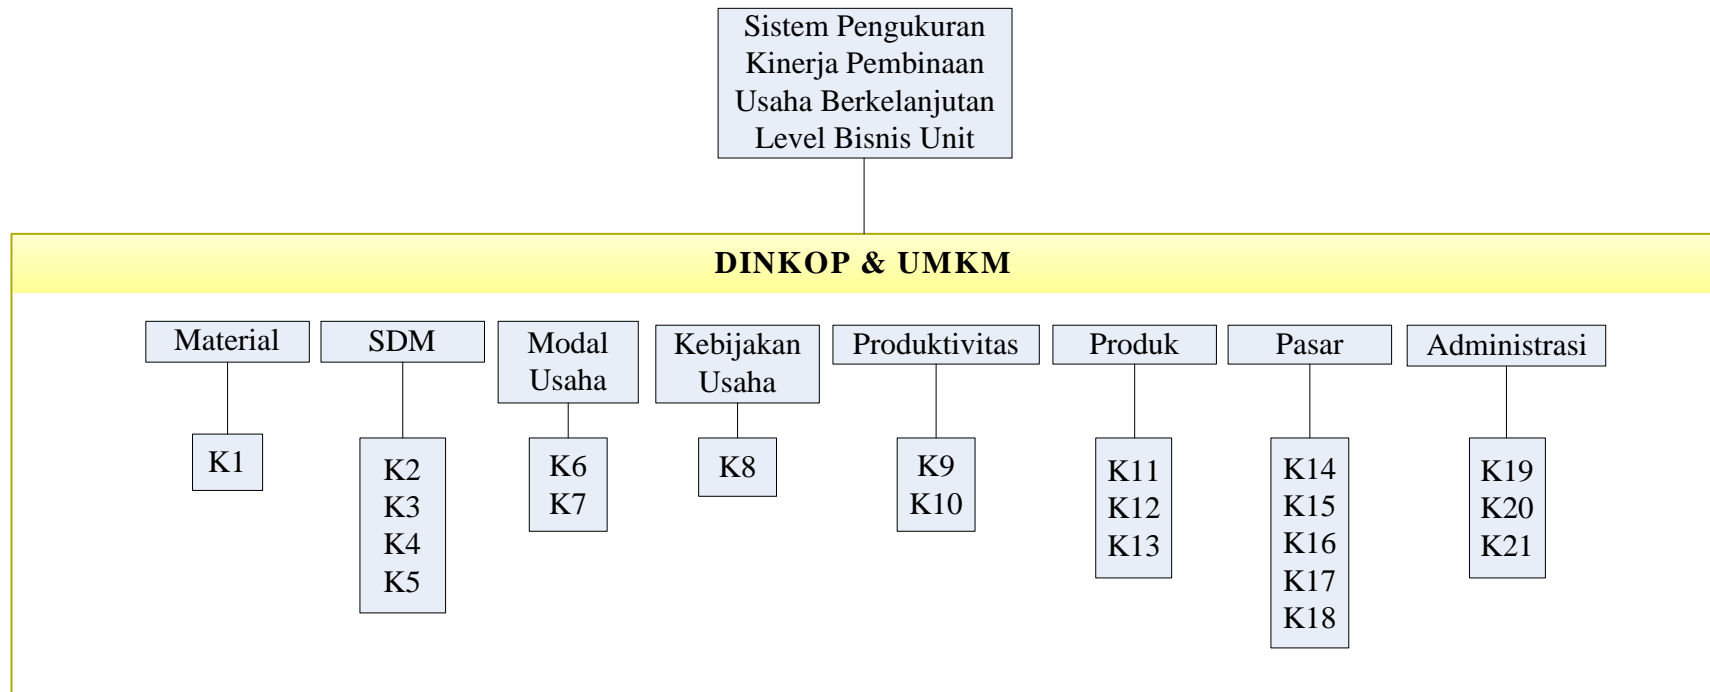 Sistem Pengukuran
Kinerja Pembinaan
Usaha Berkelanjutan
Level Bisnis Unit
DINKOP & UMKM
Material
SDM
Modal
Usaha
Kebijakan
Usaha
Produktivitas
Produk
Pasar
Administrasi
K1
K2
K3
K4
K5
K6
K7
K8
K9
K10
K11
K12
K13
K14
K15
K16
K17
K18
K19
K20
K21